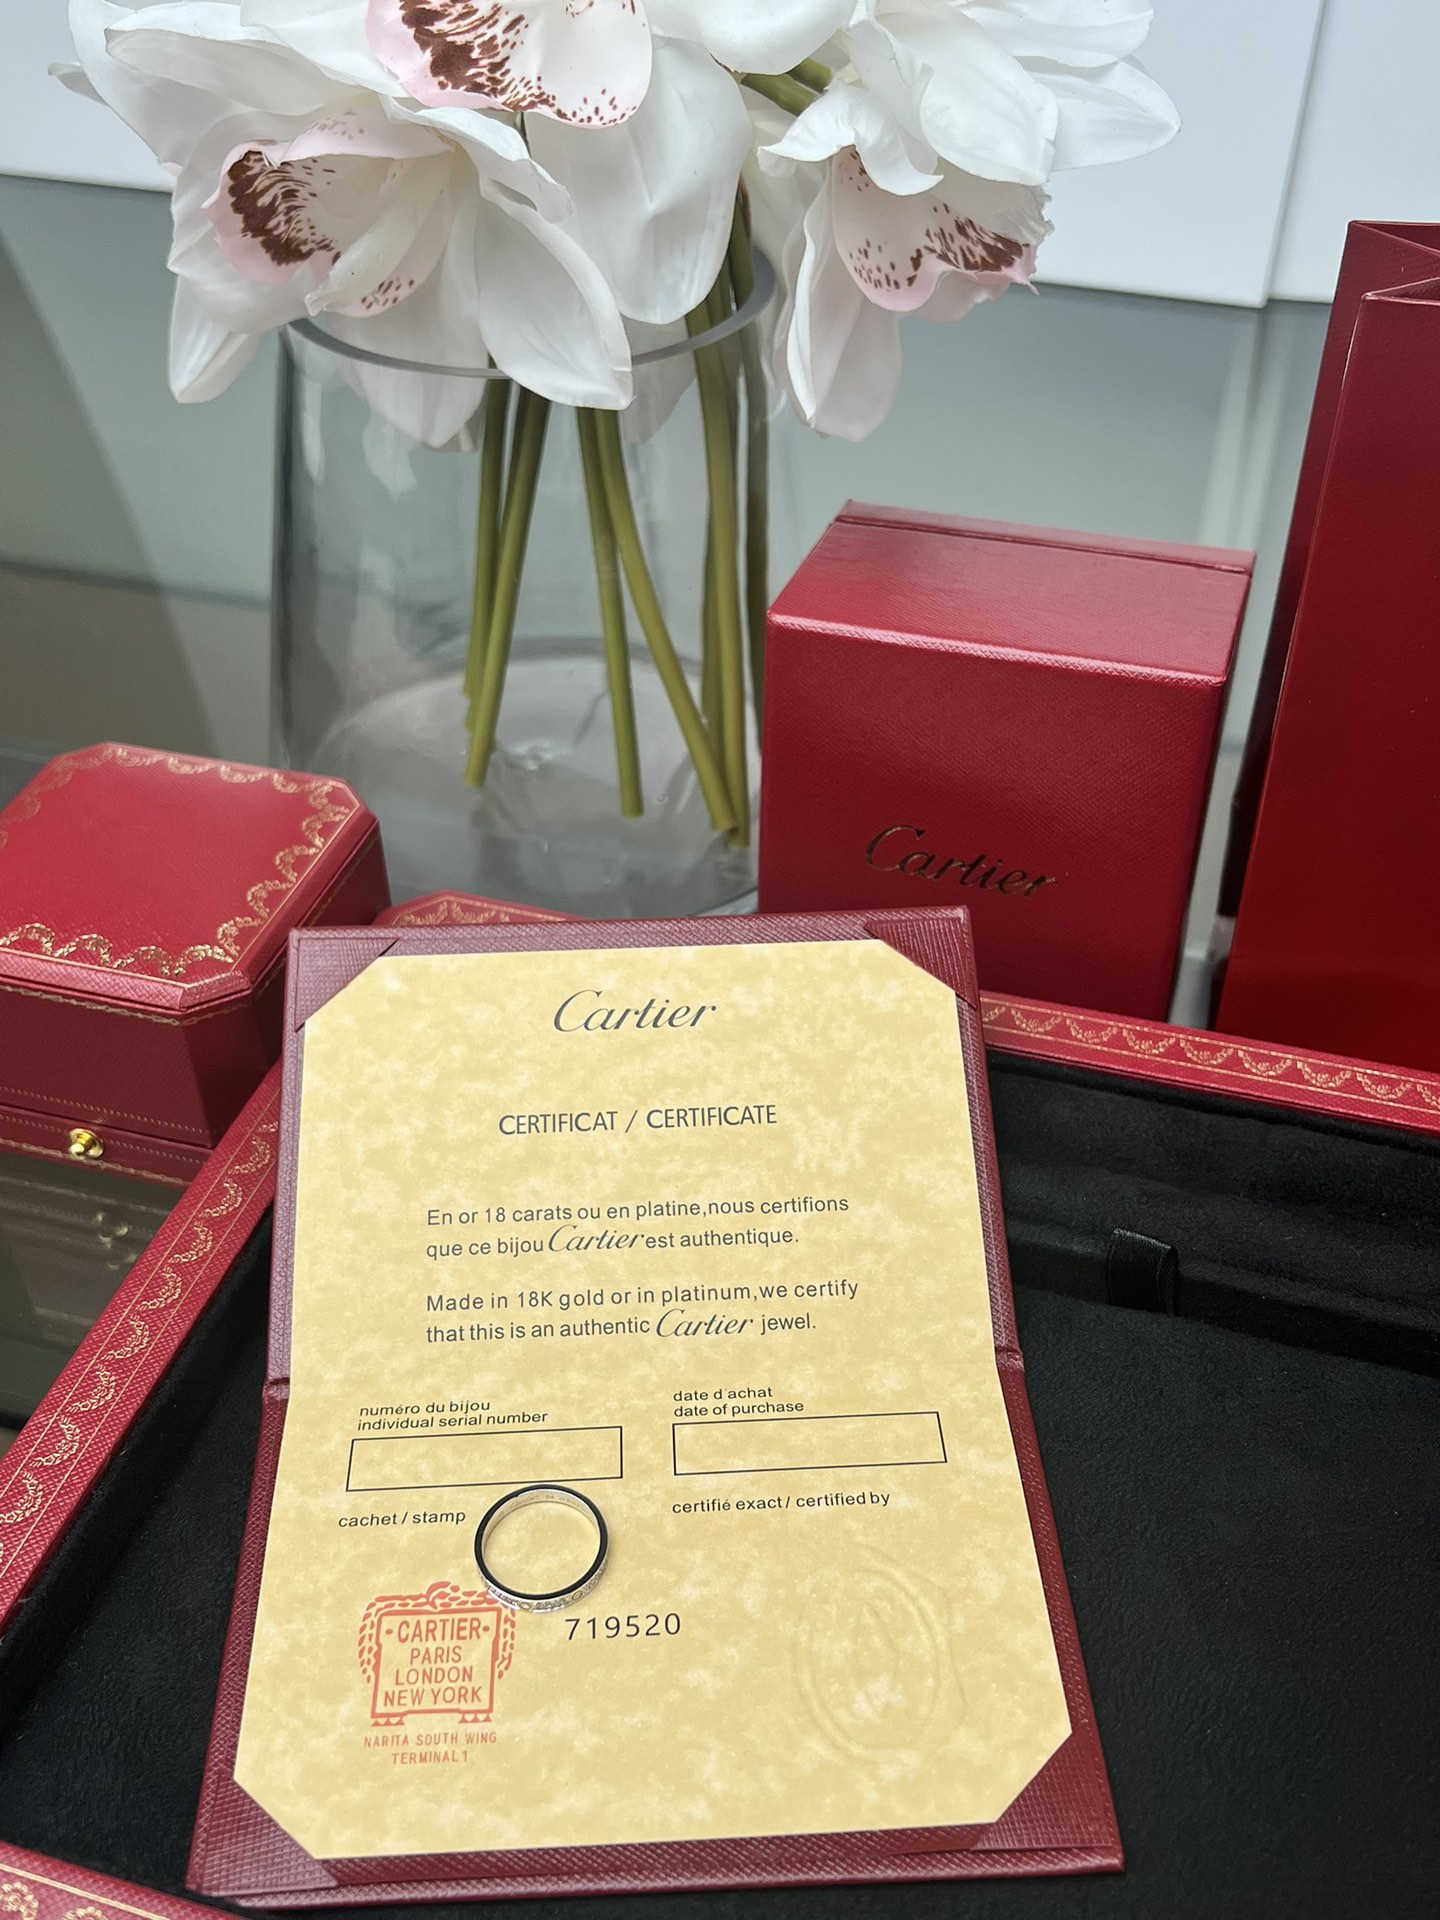 Cartier
Cartier
CERTIFICAT / CERTIFICATE
En or 18 carats ou en platine,nous certifions
que ce bijou Cartier est authentique.
Made in 18K gold or in platinum,we certify
that this is an authentic Cartier jewel.
numéro du bijou
individual serial number
date d'achat
date of purchase
cachet / stamp
certifié exact / certified by
·CARTIER·
PARIS
LONDON
NEW YORK
NARITA SOUTH WING
TERMINAL 1
719520